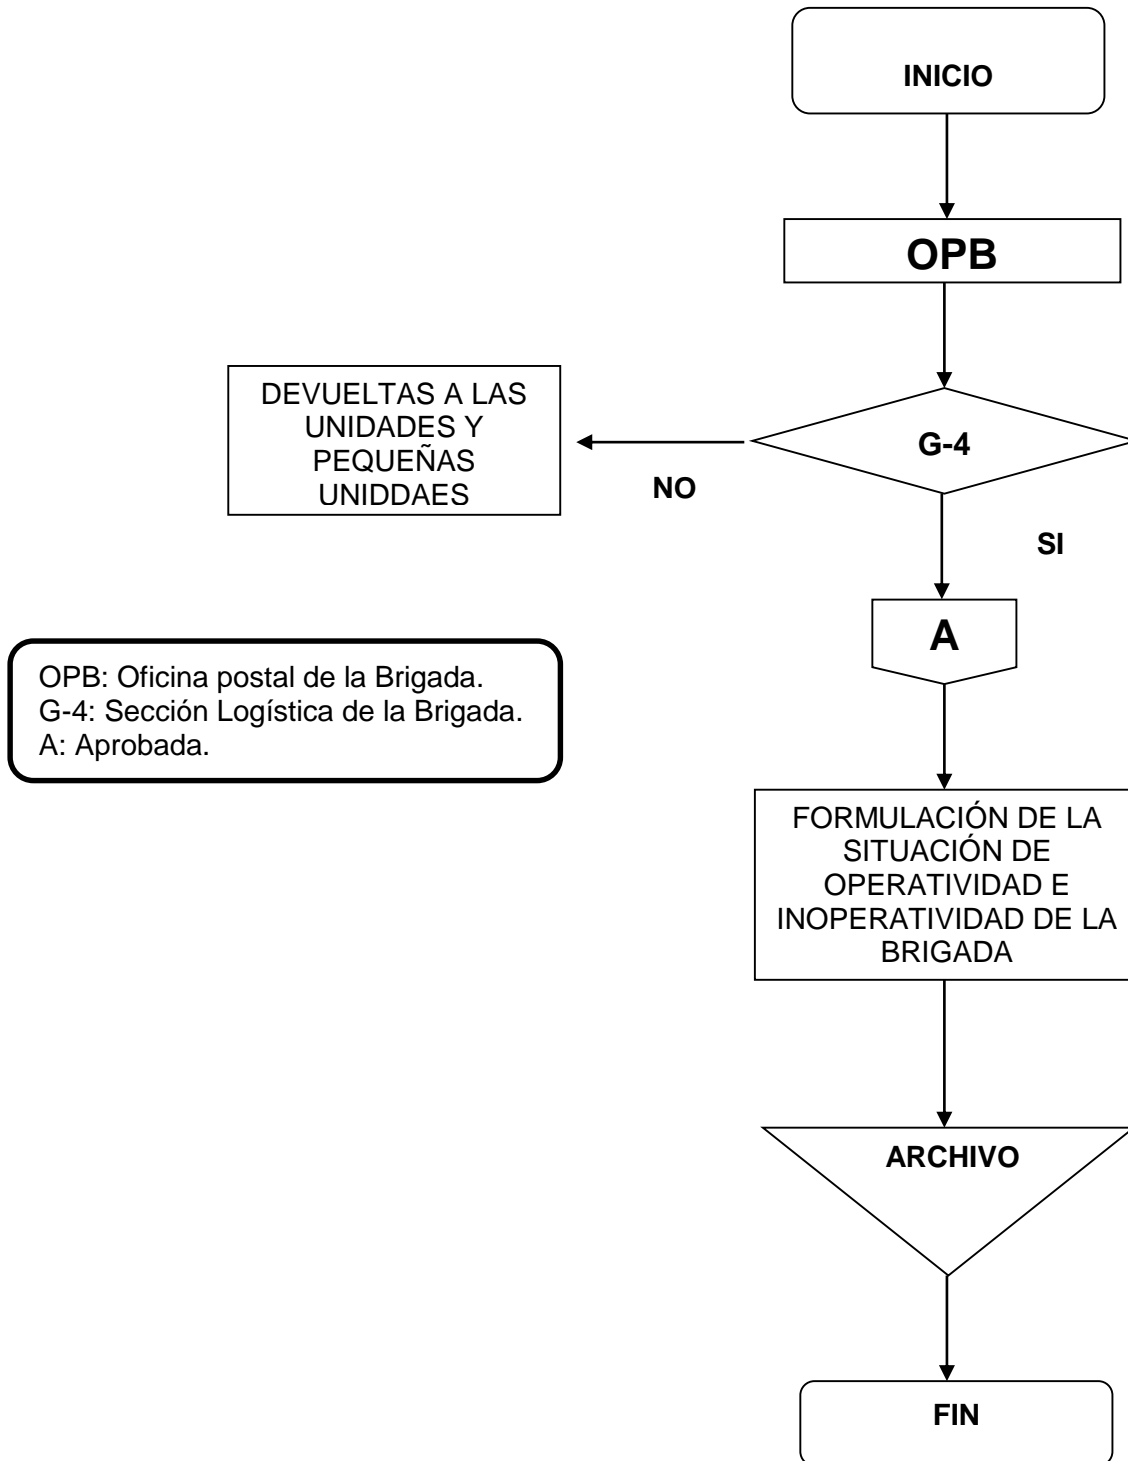 INICIO
OPB
DEVUELTAS A LAS
UNIDADES Y
PEQUEÑAS
UNIDDAES
G-4
NO
SI
A
OPB: Oficina postal de la Brigada.
G-4: Sección Logística de la Brigada.
A: Aprobada.
FORMULACIÓN DE LA
SITUACIÓN DE
OPERATIVIDAD E
INOPERATIVIDAD DE LA
BRIGADA
ARCHIVO
FIN